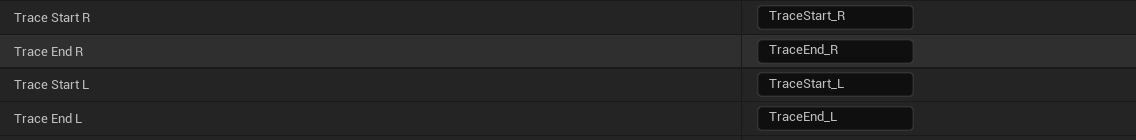 Trace Start R TraceStart_R
Trace End R TraceEnd_R
Trace Start L TraceStart_L
Trace End L TraceEnd_L